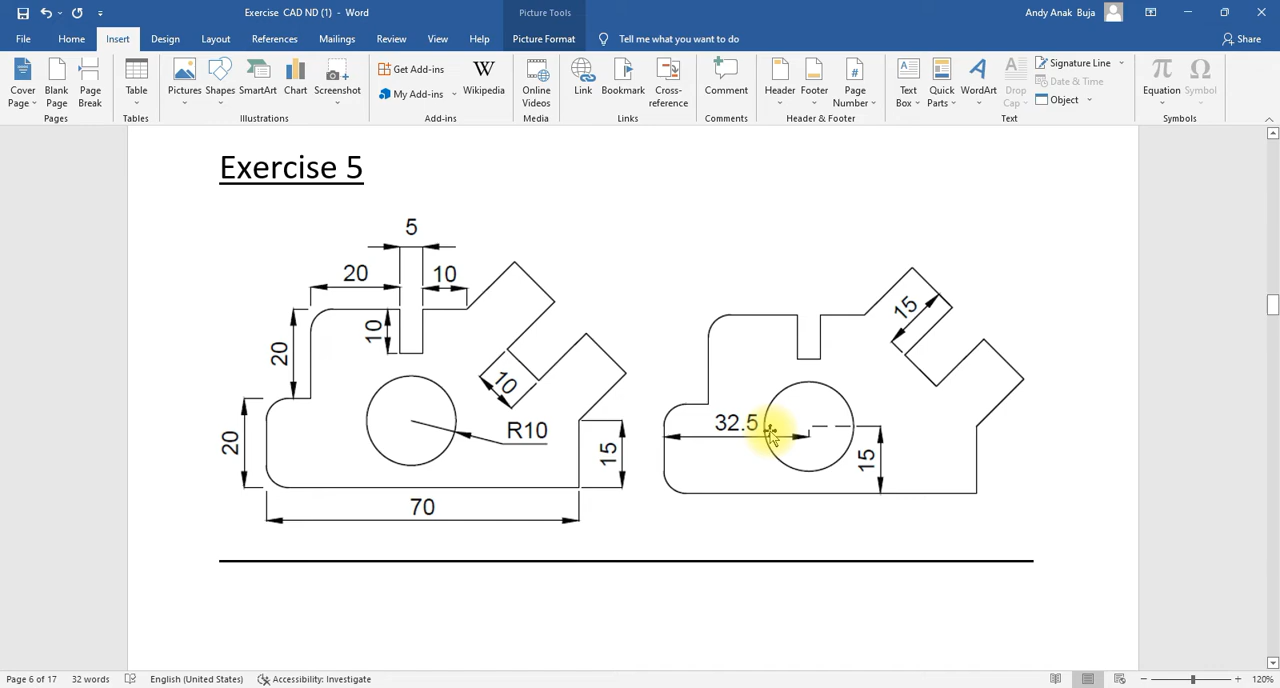 Exercise CAD ND (1) - Word
Picture Tools
Andy Anak Buja
File Home Insert Design Layout References Mailings Review View Help Picture Format Tell me what you want to do Share
Cover Page
Blank Page
Page Break
Table
Pictures
Shapes
SmartArt
Chart
Screenshot
Get Add-ins
My Add-ins
Wikipedia
Online Videos
Link
Bookmark
Cross-reference
Comment
Header
Footer
Page Number
Text Box
Quick Parts
WordArt
Drop Cap
Signature Line
Date & Time
Object
Equation
Symbol
Pages
Tables
Illustrations
Add-ins
Media
Links
Comments
Header & Footer
Text
Symbols
Exercise 5
5
20
10
20
10
10
R10
20
15
70
15
32.5
15
Page 6 of 17 32 words English (United States) Accessibility: Investigate 120%